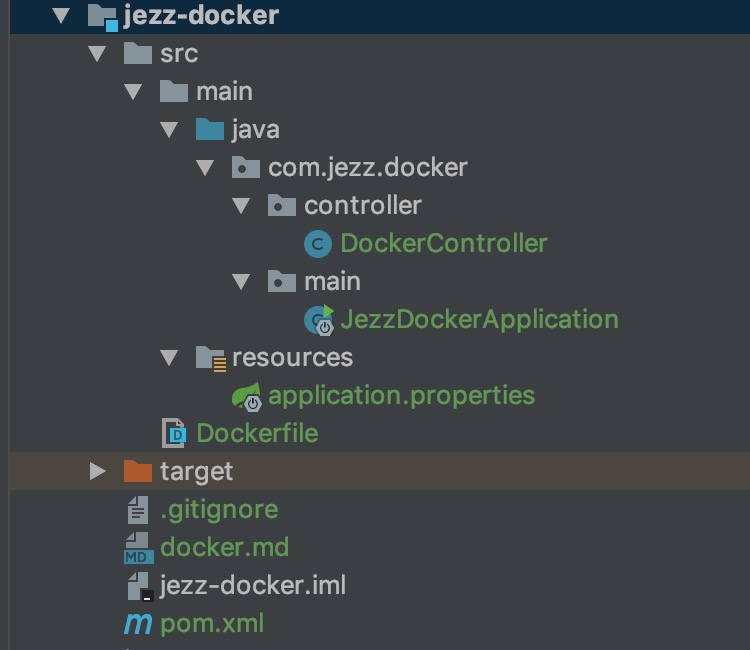 jezz-docker
src
main
java
com.jezz.docker
controller
C DockerController
main
C JezzDockerApplication
resources
application.properties
D Dockerfile
target
.gitignore
MD docker.md
jezz-docker.iml
m pom.xml